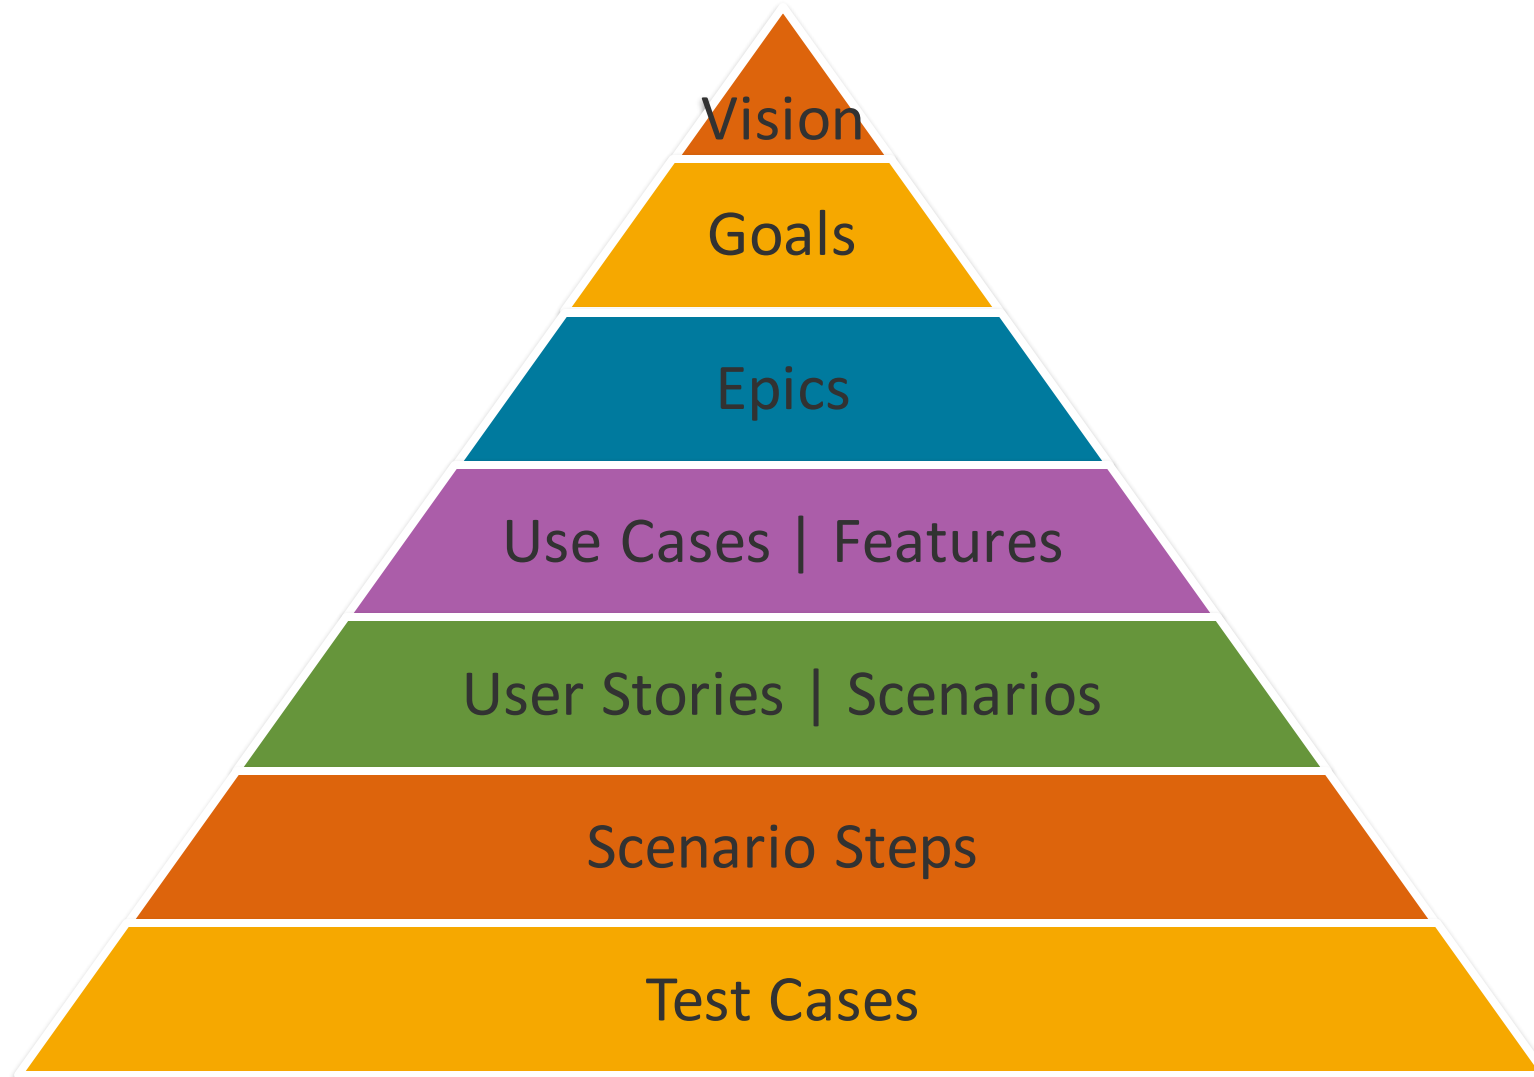 Vision
Goals
Epics
Use Cases | Features
User Stories | Scenarios
Scenario Steps
Test Cases